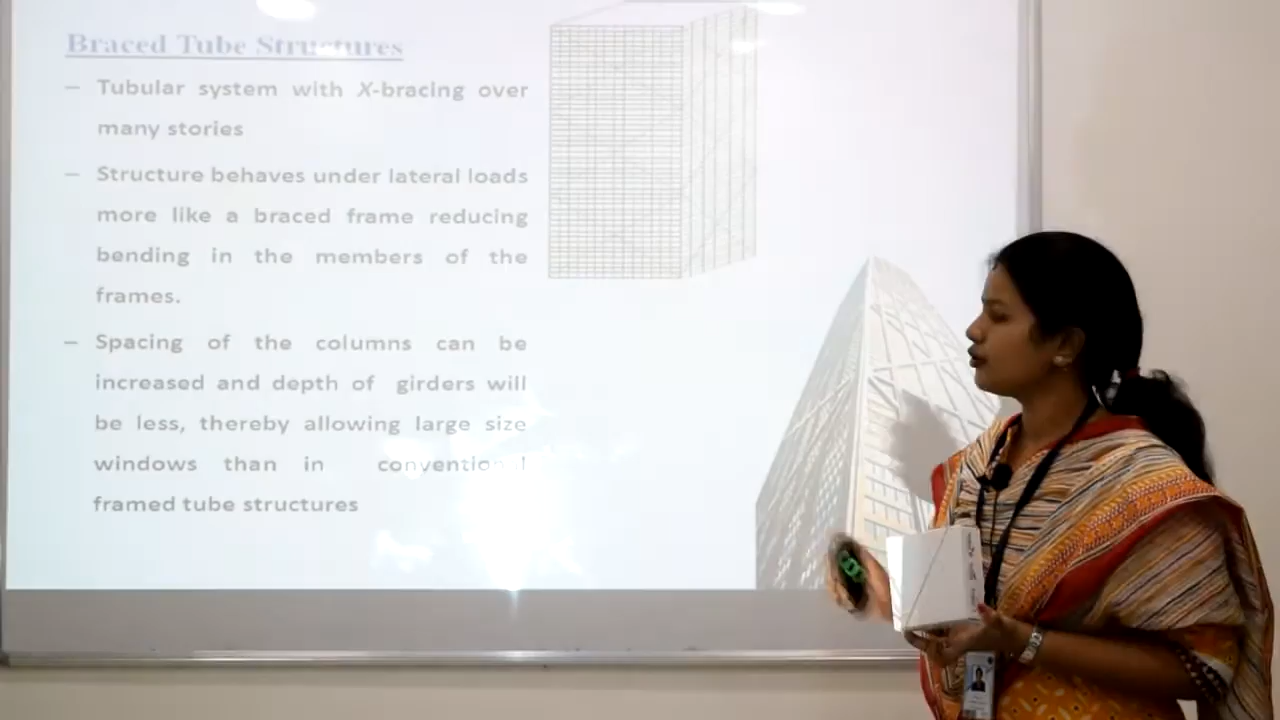 Braced Tube Structures
– Tubular system with X-bracing over
many stories
– Structure behaves under lateral loads
more like a braced frame reducing
bending in the members of the
frames.
– Spacing of the columns can be
increased and depth of girders will
be less, thereby allowing large size
windows than in conventional
framed tube structures